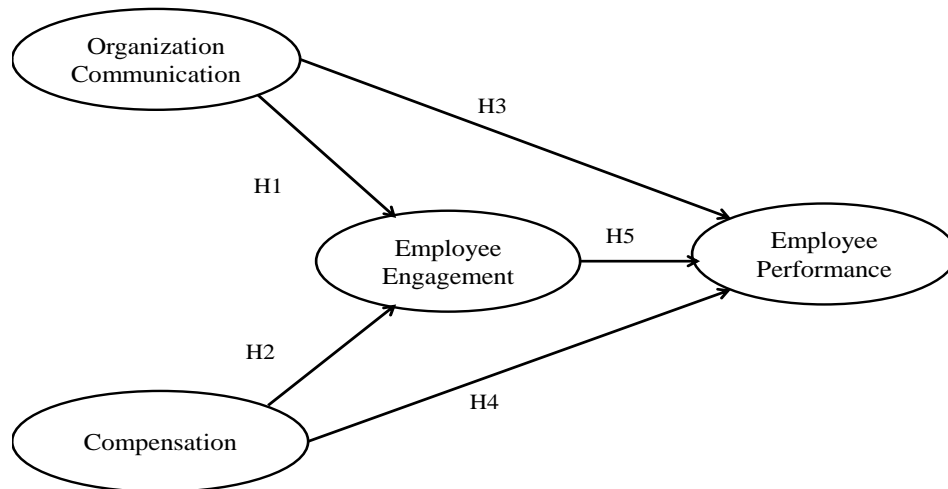 Organization
Communication
H3
H1
Employee
Engagement
H5
Employee
Performance
H2
H4
Compensation